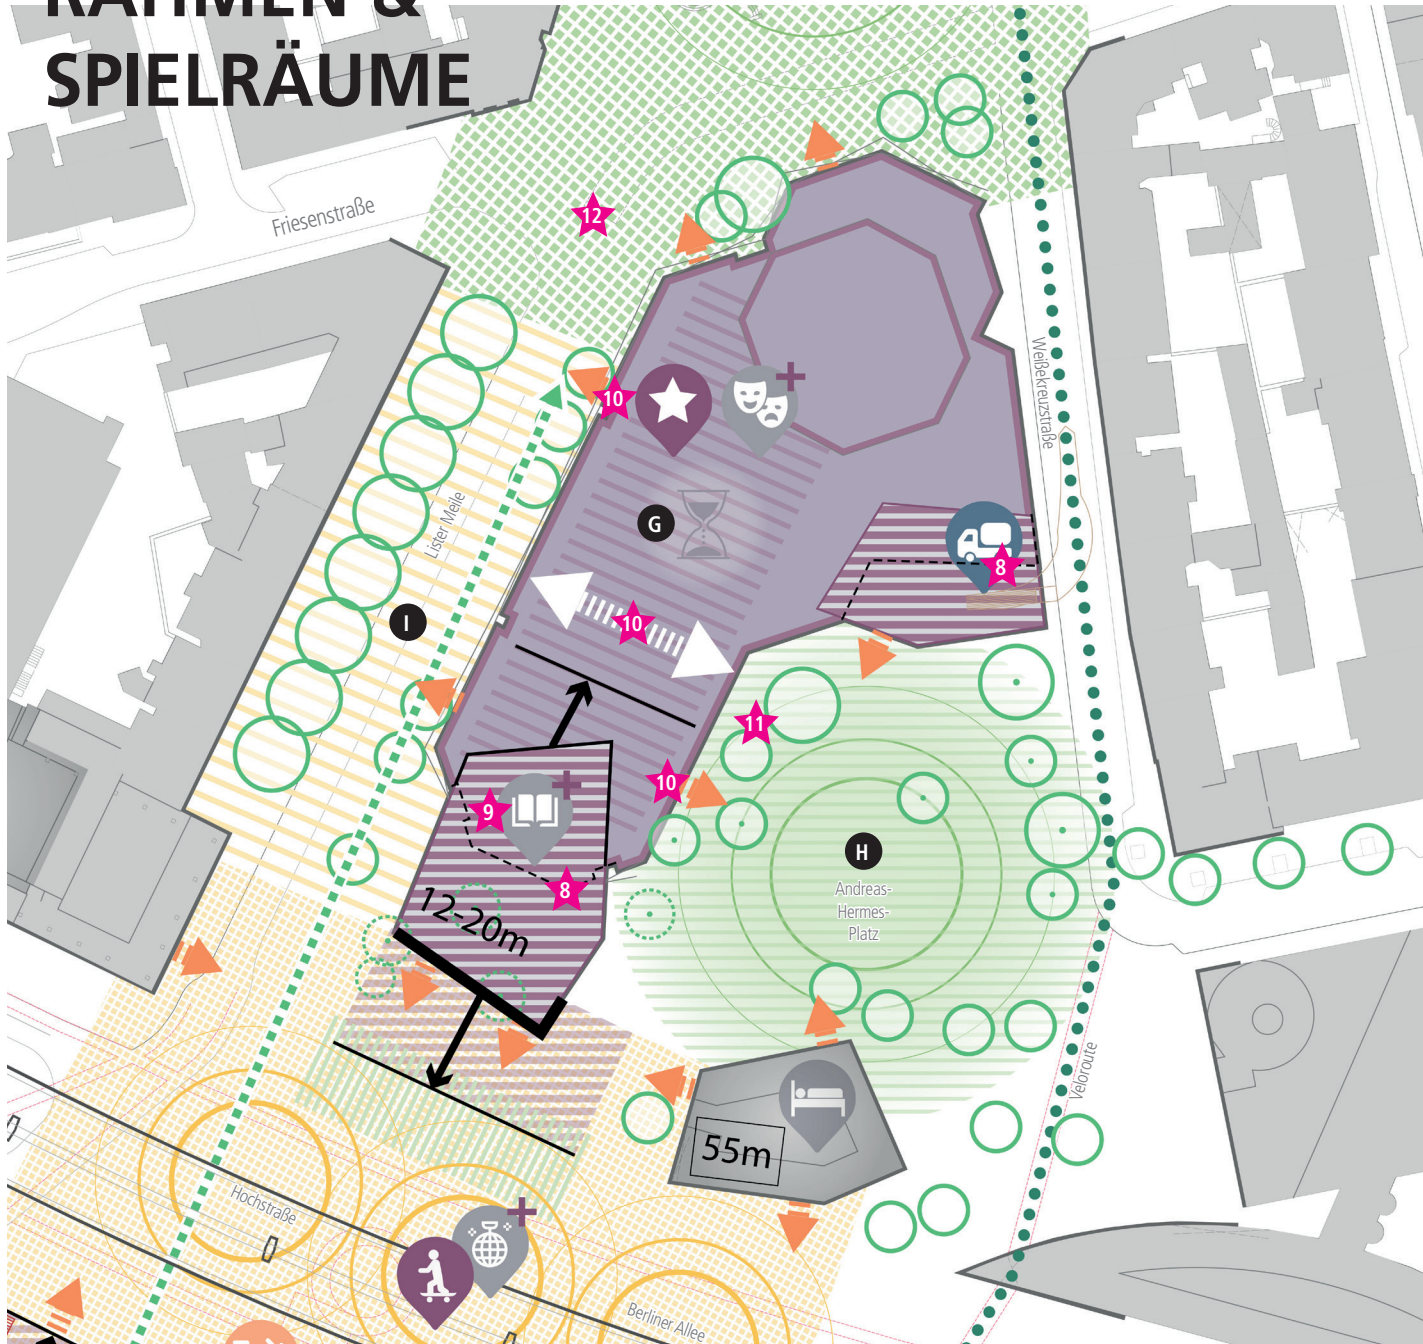 RAHMEN &
SPIELRÄUME
Friesenstraße
12
Weißekreuzstraße
10
Lister Meile
G
8
I
10
11
10
9
8
12-20m
H
Andreas-
Hermes-
Platz
Veloroute
55m
Hochstraße
Berliner Allee